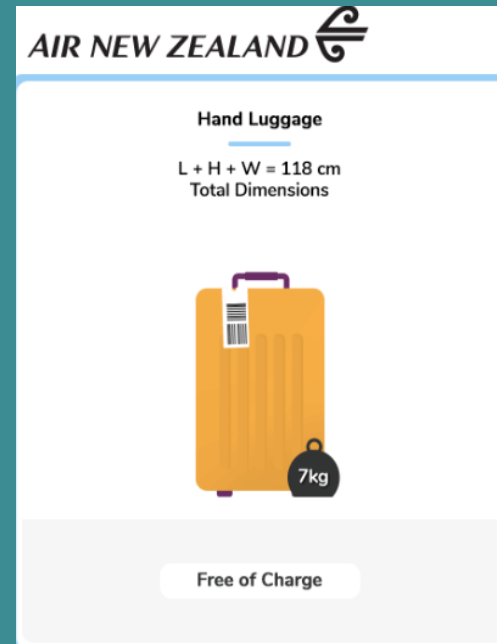 AIR NEW ZEALAND
Hand Luggage
L + H + W = 118 cm
Total Dimensions
7kg
Free of Charge